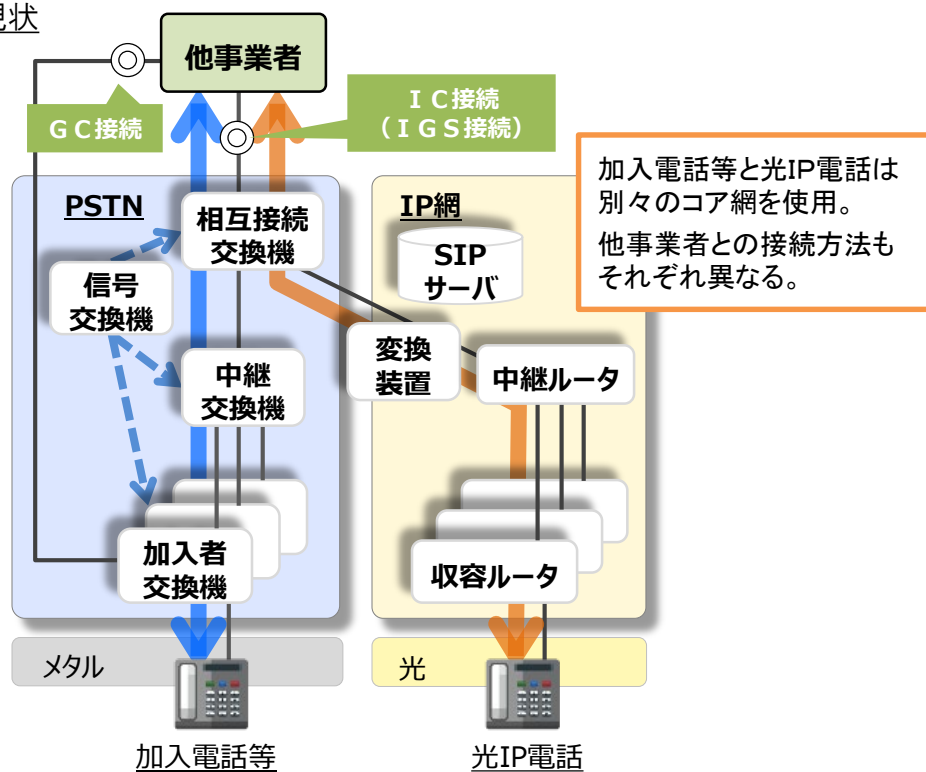 現状
他事業者
GC接続
IC接続
(IGS接続)
加入電話等と光IP電話は
別々のコア網を使用。
他事業者との接続方法も
それぞれ異なる。
PSTN
相互接続
交換機
信号
交換機
中継
交換機
加入者
交換機
IP網
SIP
サーバ
変換
装置
中継ルータ
収容ルータ
メタル
光
加入電話等
光IP電話